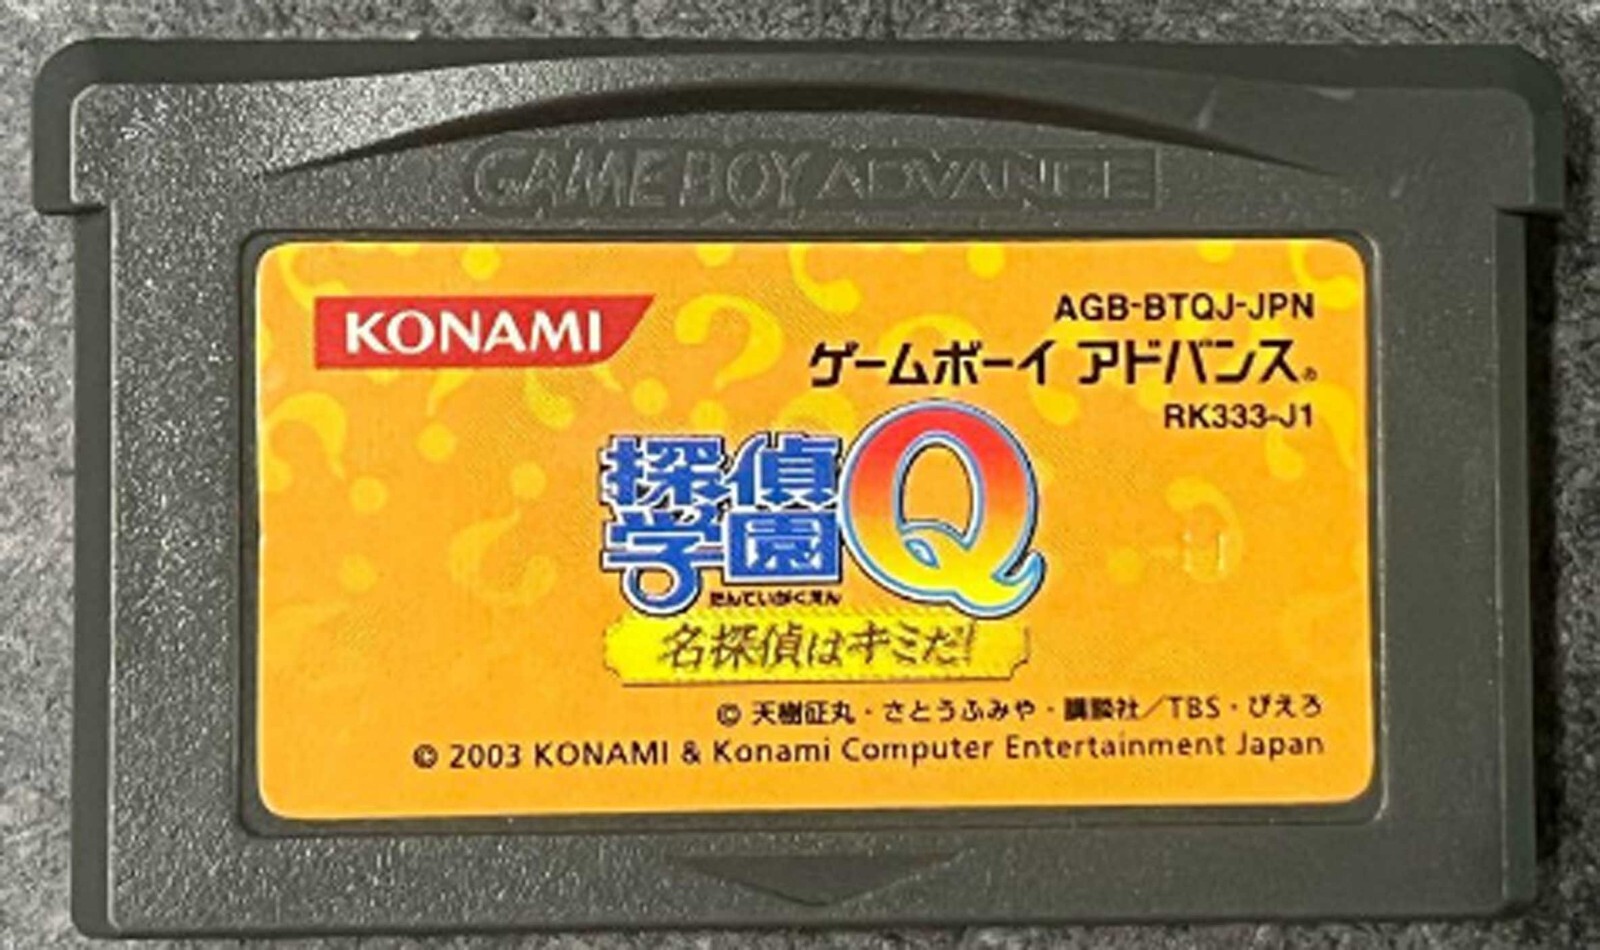 GAME BOY ADVANCE
KONAMI
AGB-BTQJ-JPN
ゲームボーイ アドバンス®
RK333-J1
探偵
学園
Q
たんていがくえん
名探偵はキミだ!
© 天樹征丸・さとうふみや・講談社／TBS・ぴえろ
© 2003 KONAMI & Konami Computer Entertainment Japan